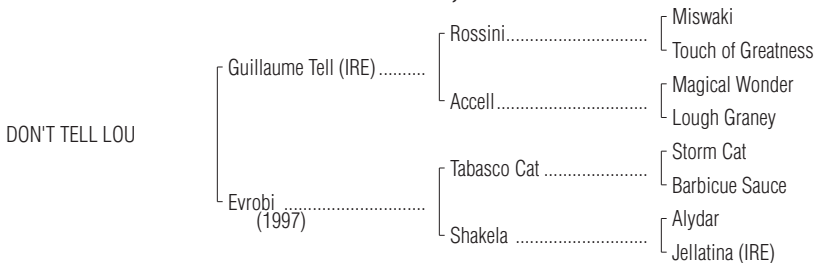 Miswaki
Rossini..............................
Touch of Greatness
Guillaume Tell (IRE)..........
Magical Wonder
Accell................................
Lough Graney
DON'T TELL LOU
Storm Cat
Tabasco Cat ......................
Barbicue Sauce
Evrobi ..............................
(1997)
Alydar
Shakela ............................
Jellatina (IRE)